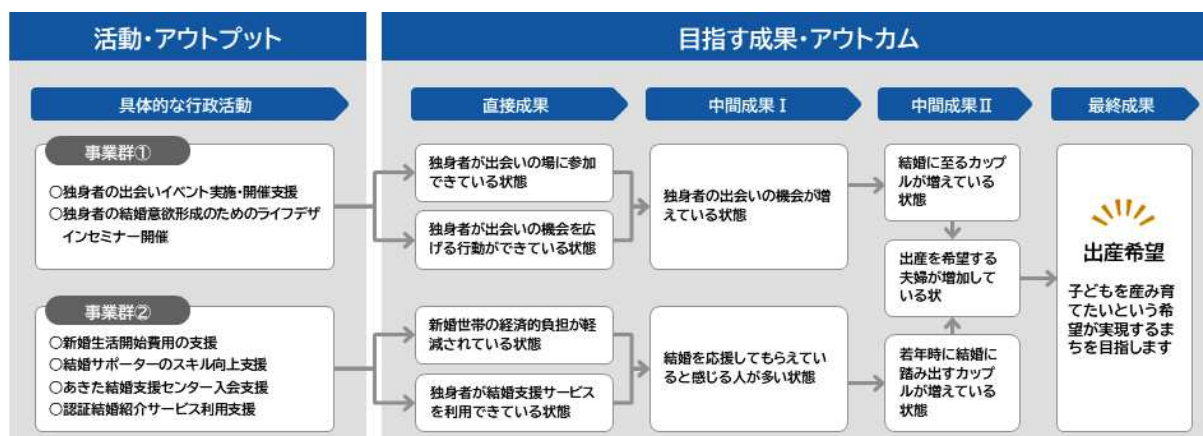 活動・アウトプット
目指す成果・アウトカム
具体的な行政活動
直接成果
中間成果Ⅰ
中間成果Ⅱ
最終成果
事業群①
○独身者の出会いイベント実施・開催支援
○独身者の結婚意欲形成のためのライフデザ
インセミナー開催
独身者が出会いの場に参加
できている状態
独身者が出会いの機会を広
げる行動ができている状態
独身者の出会いの機会が増
えている状態
結婚に至るカップ
ルが増えている
状態
出産を希望する
夫婦が増加して
いる状
事業群②
○新婚生活開始費用の支援
○結婚サポーターのスキル向上支援
○あきた結婚支援センター入会支援
○認証結婚紹介サービス利用支援
新婚世帯の経済的負担が軽
減されている状態
独身者が結婚支援サービス
を利用できている状態
結婚を応援してもらえてい
ると感じる人が多い状態
若年時に結婚に
踏み出すカップ
ルが増えている
状態
出産希望
子どもを産み育
てたいという希
望が実現するま
ちを目指します